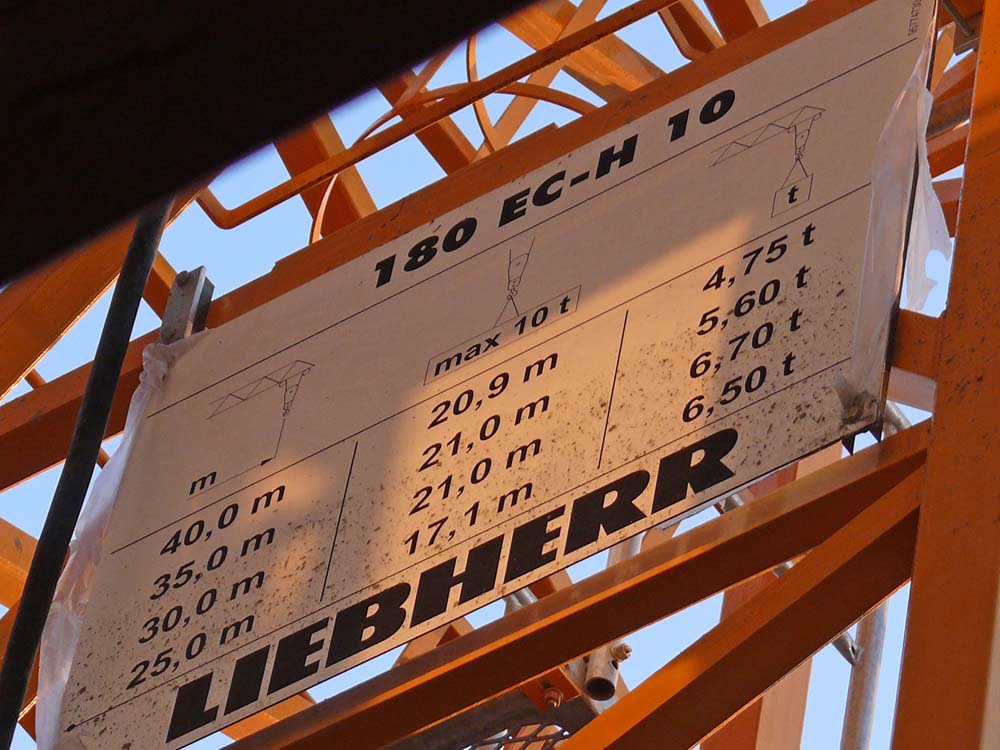 180 EC-H 10
t
max 10 t
m
40,0 m 20,9 m 4,75 t
35,0 m 21,0 m 5,60 t
30,0 m 21,0 m 6,70 t
25,0 m 17,1 m 6,50 t
LIEBHERR